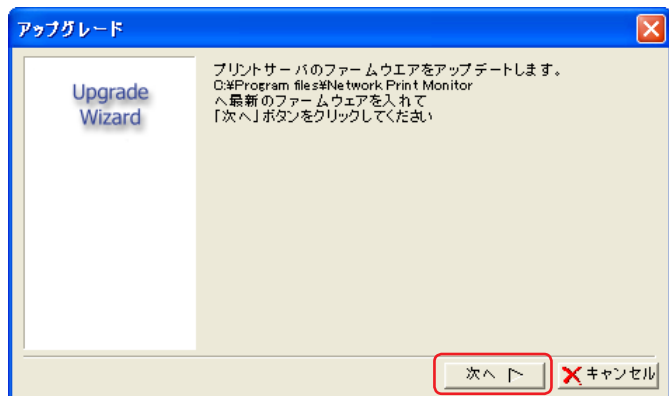 アップグレード
Upgrade
Wizard
プリントサーバのファームウエアをアップデートします。
C:¥Program files¥Network Print Monitor
へ最新のファームウェアを入れて
「次へ」ボタンをクリックしてください
次へ
キャンセル